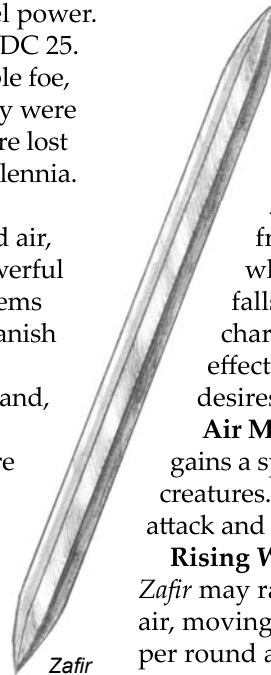 el power.
DC 25.
le foe,
y were
re lost
lennia.
d air,
werful
ems
anish
and,
re
fr
wh
falls
char
effect
desires
Air M
gains a sp
creatures.
attack and
Rising W
Zafir may ra
air, moving
per round a
Zafir